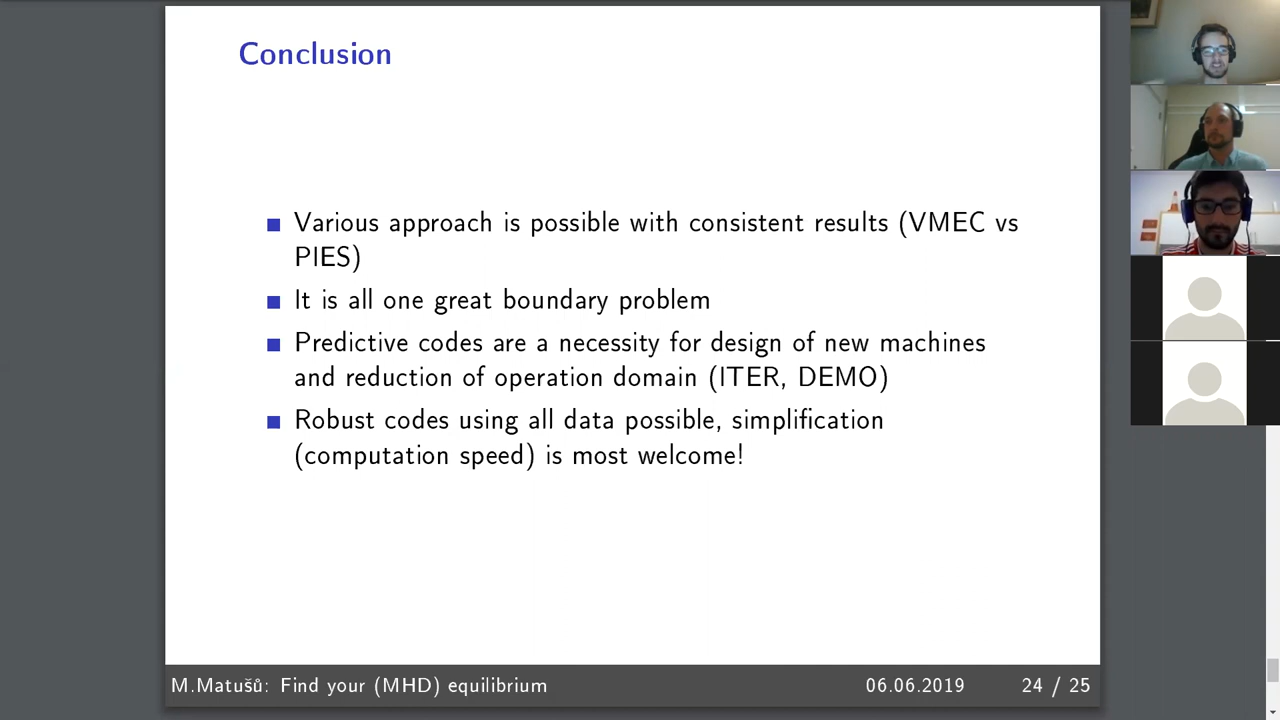 Conclusion
Various approach is possible with consistent results (VMEC vs
PIES)
It is all one great boundary problem
Predictive codes are a necessity for design of new machines
and reduction of operation domain (ITER, DEMO)
Robust codes using all data possible, simplification
(computation speed) is most welcome!
M.Matušů: Find your (MHD) equilibrium 06.06.2019 24 / 25